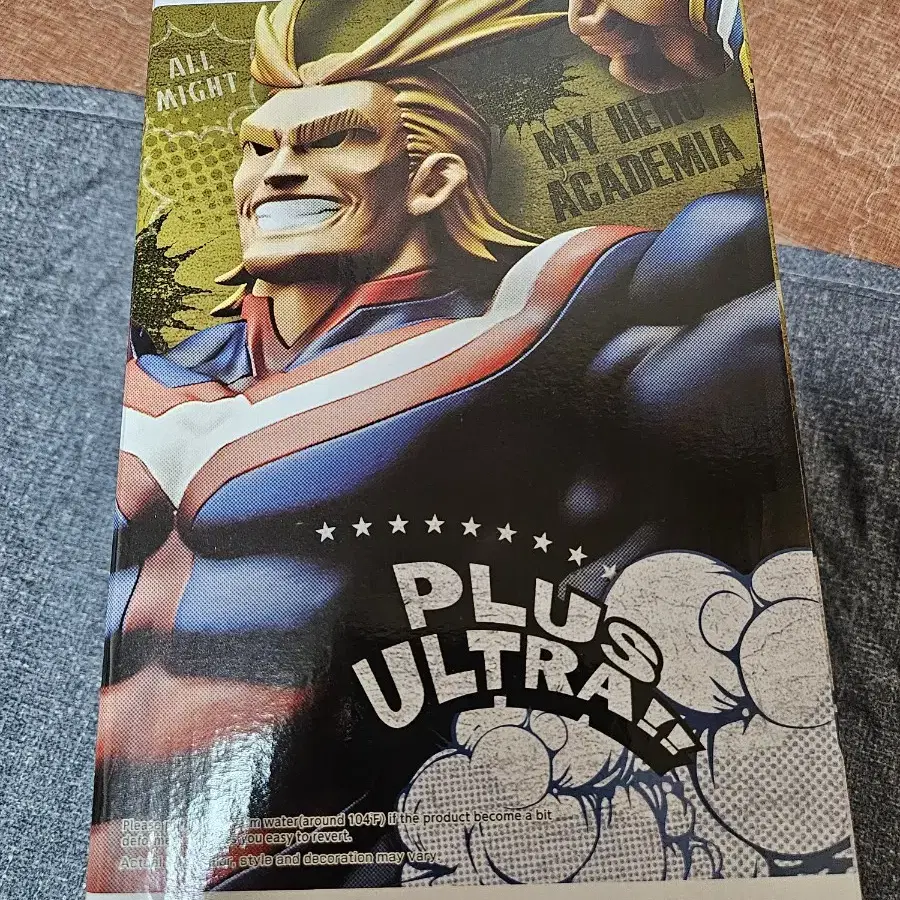 ALL
MIGHT
MY HERO
ACADEMIA
PLUS
ULTRA!!
Please water(around 104°F) if the product become a bit
you easy to revert.
style and decoration may vary